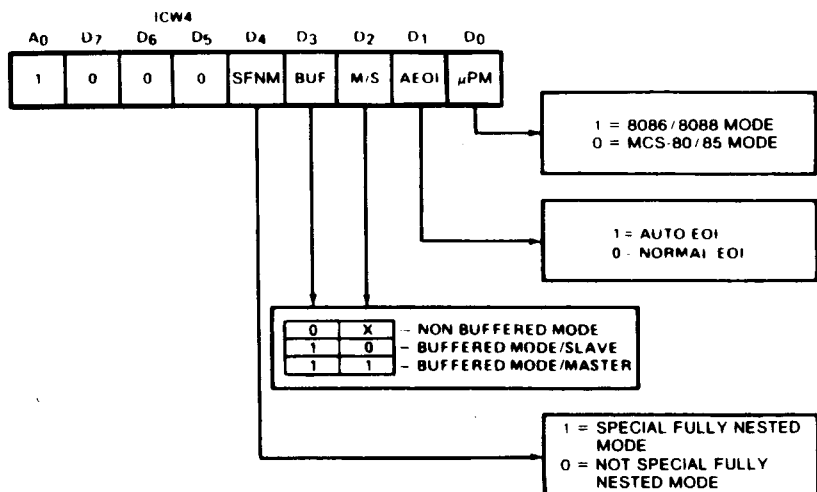 ICW4
A0 D7 D6 D5 D4 D3 D2 D1 D0
1 0 0 0 SFNM BUF M/S AEOI μPM
1 = 8086/8088 MODE
0 = MCS-80/85 MODE
1 = AUTO EOI
0 - NORMAL EOI
0 X - NON BUFFERED MODE
1 0 - BUFFERED MODE/SLAVE
1 1 - BUFFERED MODE/MASTER
1 = SPECIAL FULLY NESTED
MODE
0 = NOT SPECIAL FULLY
NESTED MODE